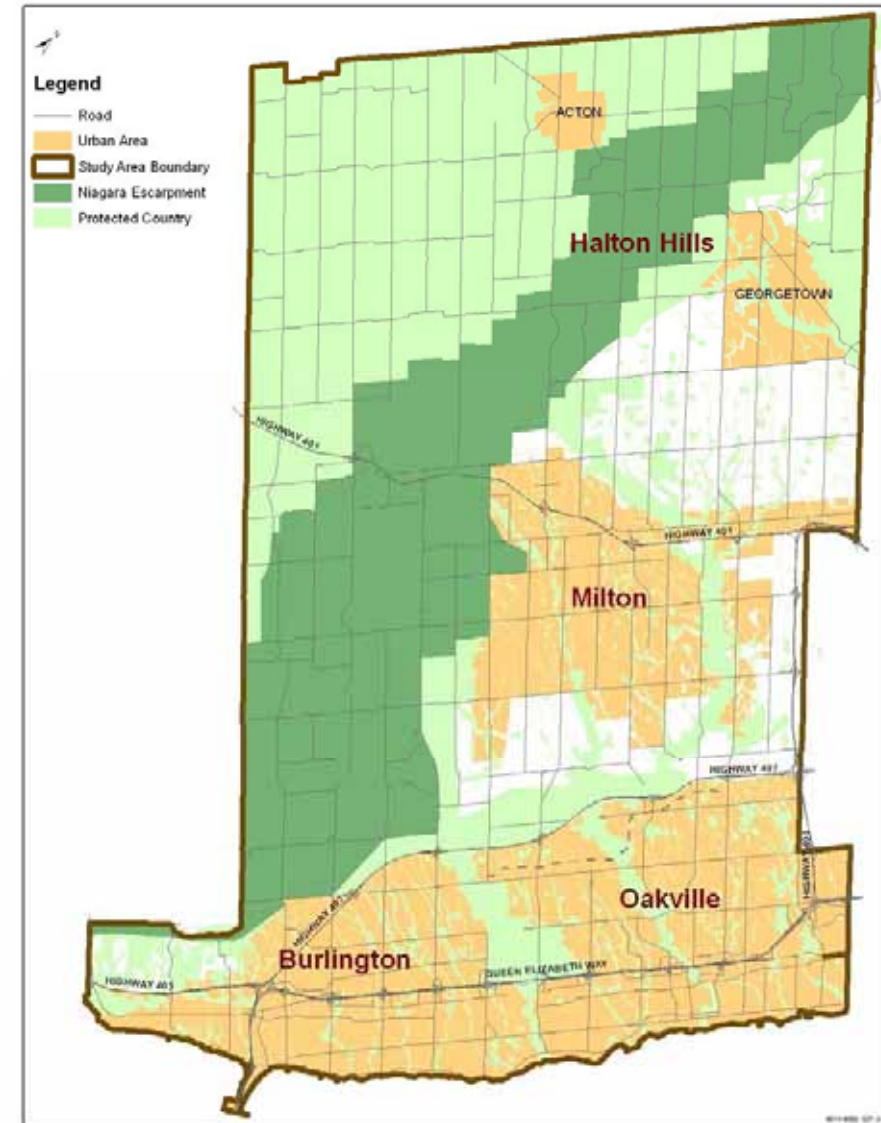 Legend
Road
Urban Area
Study Area Boundary
Niagara Escarpment
Protected Country
ACTON
Halton Hills
GEORGETOWN
HIGHWAY 401
HIGHWAY 401
Milton
HIGHWAY 407
HIGHWAY 403
Oakville
HIGHWAY 407
Burlington
QUEEN ELIZABETH WAY
HIGHWAY 403